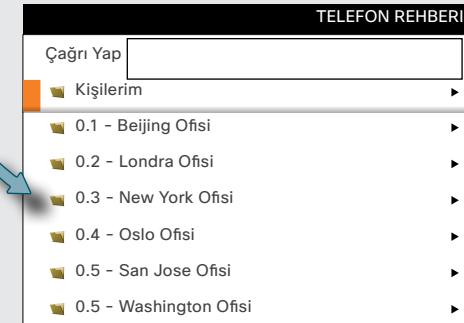 TELEFON REHBERI
Çağrı Yap
Kişilerim
0.1 - Beijing Ofisi
0.2 - Londra Ofisi
0.3 - New York Ofisi
0.4 - Oslo Ofisi
0.5 - San Jose Ofisi
0.5 - Washington Ofisi